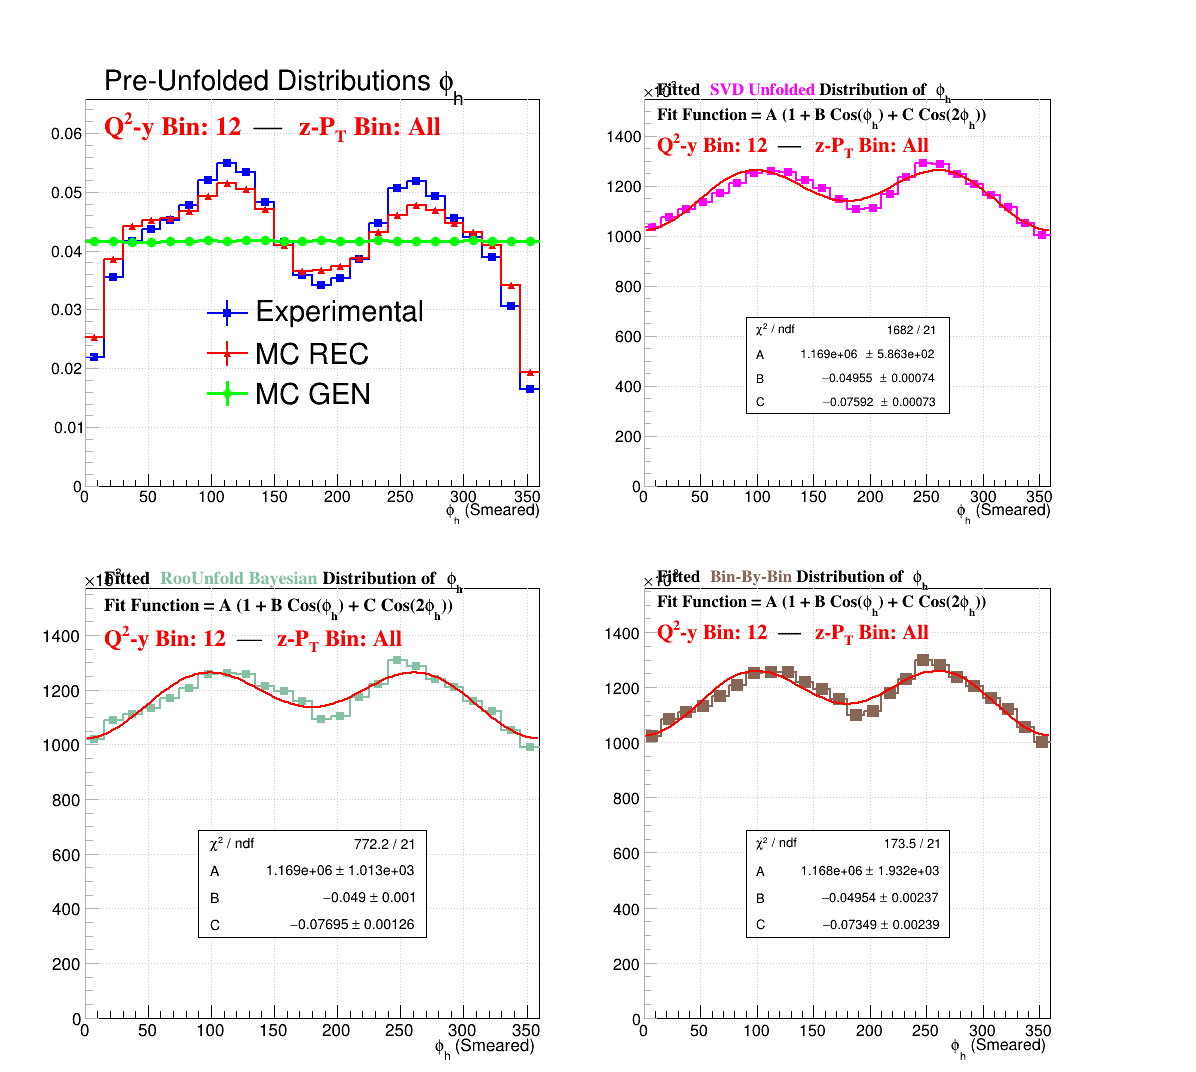 Pre-Unfolded Distributions ϕh
Q²-y Bin: 12 — z-PT Bin: All
0.06
0.05
0.04
0.03
0.02
0.01
0
Experimental
MC REC
MC GEN
0 50 100 150 200 250 300 350
ϕh (Smeared)
Fitted SVD Unfolded Distribution of ϕh
Fit Function = A (1 + B Cos(ϕh) + C Cos(2ϕh))
Q²-y Bin: 12 — z-PT Bin: All
1400
1200
1000
800
600
400
200
0
χ² / ndf 1682 / 21
A 1.169e+06 ± 5.863e+02
B −0.04955 ± 0.00074
C −0.07592 ± 0.00073
0 50 100 150 200 250 300 350
ϕh (Smeared)
Fitted RooUnfold Bayesian Distribution of ϕh
Fit Function = A (1 + B Cos(ϕh) + C Cos(2ϕh))
Q²-y Bin: 12 — z-PT Bin: All
1400
1200
1000
800
600
400
200
0
χ² / ndf 772.2 / 21
A 1.169e+06 ± 1.013e+03
B −0.049 ± 0.001
C −0.07695 ± 0.00126
0 50 100 150 200 250 300 350
ϕh (Smeared)
Fitted Bin-By-Bin Distribution of ϕh
Fit Function = A (1 + B Cos(ϕh) + C Cos(2ϕh))
Q²-y Bin: 12 — z-PT Bin: All
1400
1200
1000
800
600
400
200
0
χ² / ndf 173.5 / 21
A 1.168e+06 ± 1.932e+03
B −0.04954 ± 0.00237
C −0.07349 ± 0.00239
0 50 100 150 200 250 300 350
ϕh (Smeared)